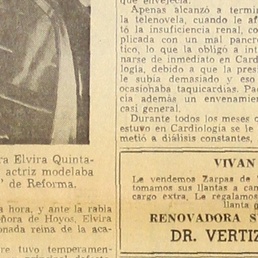 que envejecía.
Apenas alcanzó a termin
la telenovela, cuando le af
tó la insuficiencia renal, co
plicada con un mal pancre
tico, lo que la obligó a int
narse de inmediato en Card
logía, debido a que la pres
le subía demasiado y eso
ocasionaba taquicardias. Pa
cía además un envenamien
casi general.
Durante todos los meses q
estuvo en Cardiología se le
metió a diálisis constantes,
ra Elvira Quinta-
actriz modelaba
" de Reforma.
a hora, y ante la rabia
ñora de Hoyos, Elvira
onada reina de la aca-
re tuvo temperamen-
VIVAN
Le vendemos Zarpas de
tomamos sus llantas a cam
cargo extra. Le regalamos
llanta p
RENOVADORA S
DR. VERTIZ